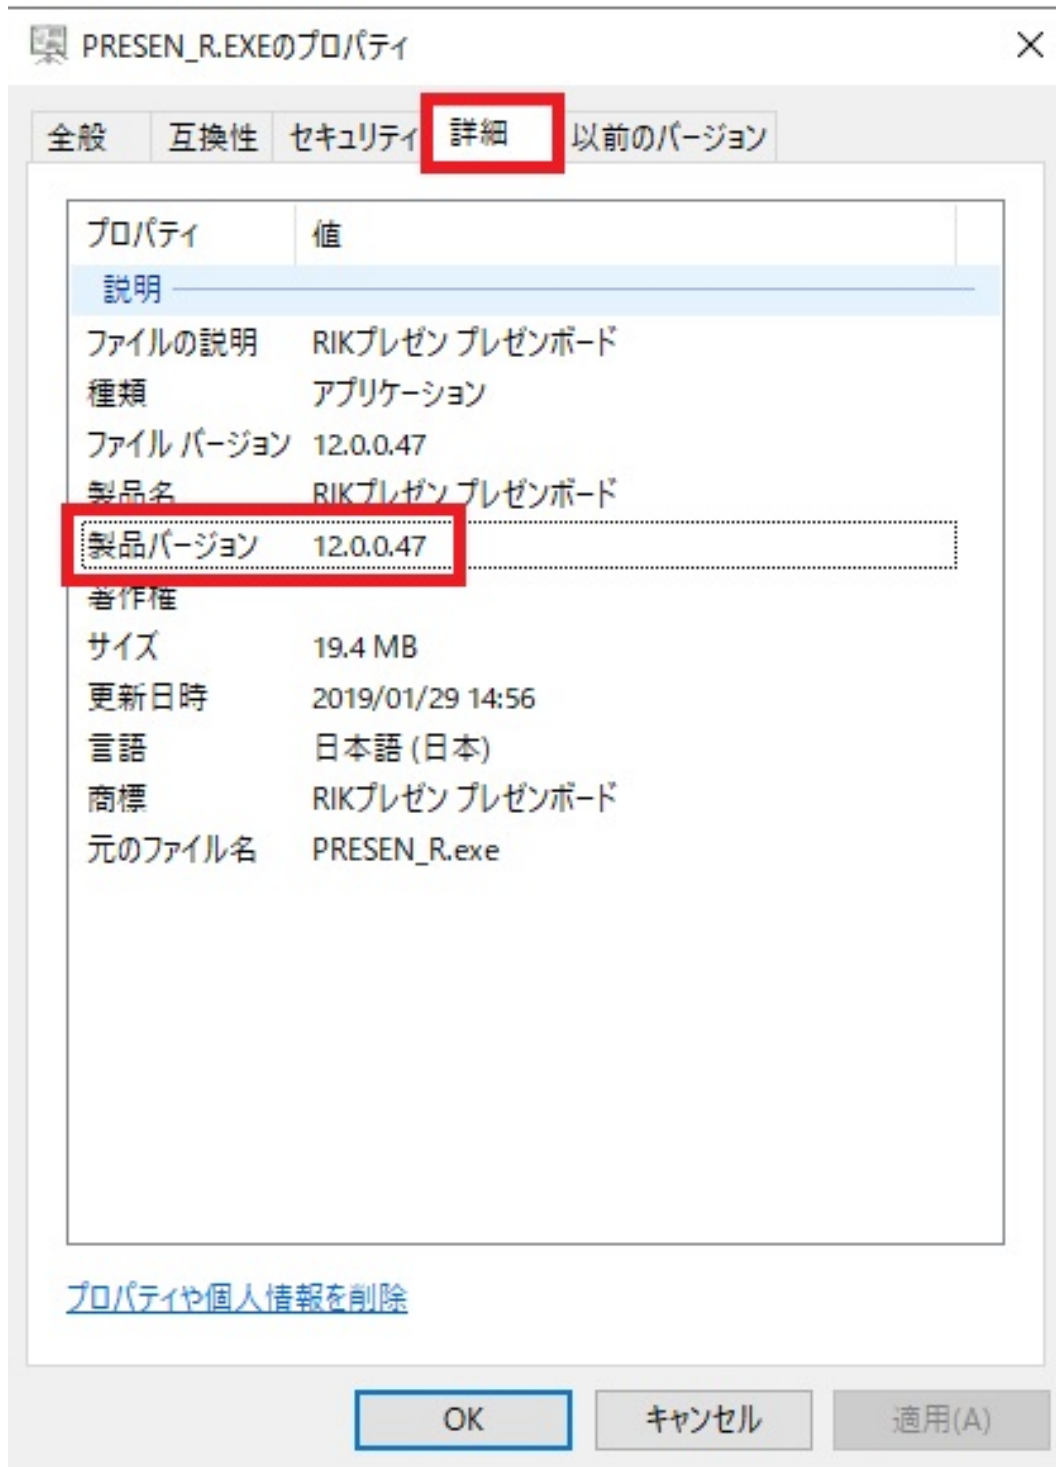 PRESEN_R.EXEのプロパティ
全般 互換性 セキュリティ 詳細 以前のバージョン
プロパティ 値
説明
ファイルの説明 RIKプレゼン プレゼンボード
種類 アプリケーション
ファイル バージョン 12.0.0.47
製品名 RIKプレゼン プレゼンボード
製品バージョン 12.0.0.47
著作権
サイズ 19.4 MB
更新日時 2019/01/29 14:56
言語 日本語 (日本)
商標 RIKプレゼン プレゼンボード
元のファイル名 PRESEN_R.exe
プロパティや個人情報を削除
OK キャンセル 適用(A)